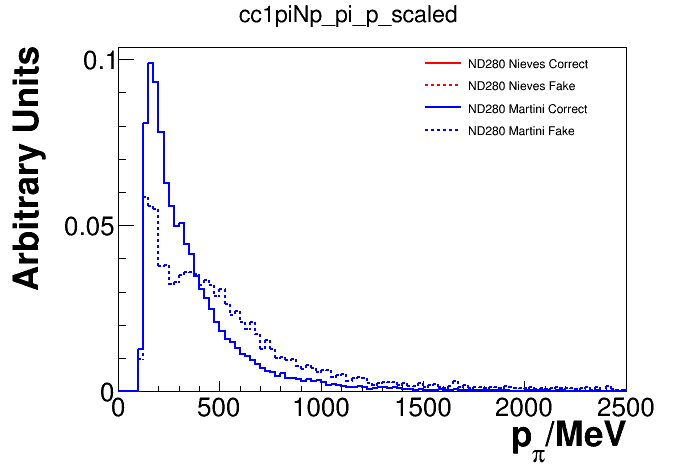 cc1piNp_pi_p_scaled
Arbitrary Units
0.1
0.05
0
ND280 Nieves Correct
ND280 Nieves Fake
ND280 Martini Correct
ND280 Martini Fake
0 500 1000 1500 2000 2500
pπ/MeV